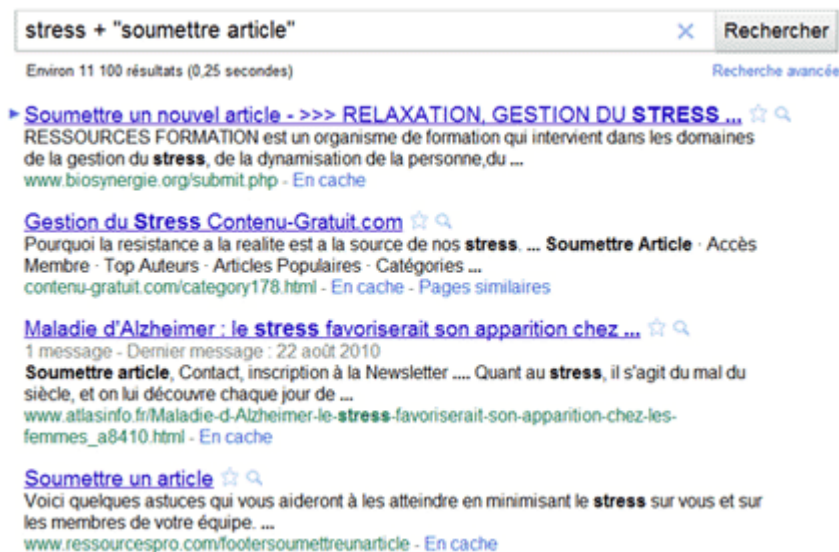 stress + "soumettre article"
Rechercher
Environ 11 100 résultats (0,25 secondes)
Recherche avancée
Soumettre un nouvel article - >>> RELAXATION, GESTION DU STRESS ...
RESSOURCES FORMATION est un organisme de formation qui intervient dans les domaines
de la gestion du stress, de la dynamisation de la personne,du ...
www.biosynergie.org/submit.php - En cache
Gestion du Stress Contenu-Gratuit.com
Pourquoi la resistance a la realite est a la source de nos stress. ... Soumettre Article · Accès
Membre · Top Auteurs · Articles Populaires · Catégories ...
contenu-gratuit.com/category178.html - En cache - Pages similaires
Maladie d'Alzheimer : le stress favoriserait son apparition chez ...
1 message - Dernier message : 22 août 2010
Soumettre article, Contact, inscription à la Newsletter .... Quant au stress, il s'agit du mal du
siècle, et on lui découvre chaque jour de ...
www.atlasinfo.fr/Maladie-d-Alzheimer-le-stress-favoriserait-son-apparition-chez-les-
femmes_a8410.html - En cache
Soumettre un article
Voici quelques astuces qui vous aideront à les atteindre en minimisant le stress sur vous et sur
les membres de votre équipe. ...
www.ressourcespro.com/footersoumettreunarticle - En cache